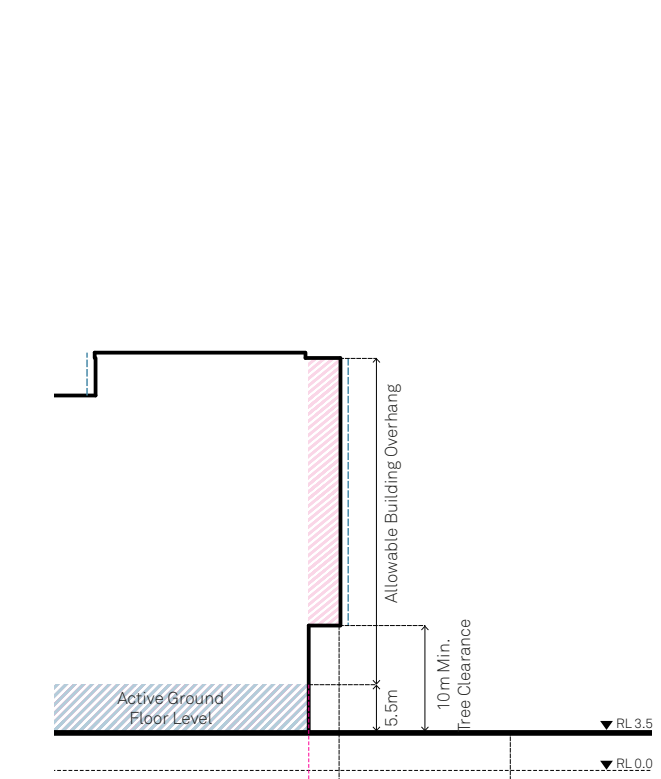 Allowable Building Overhang
10m Min.
Tree Clearance
5.5m
Active Ground
Floor Level
RL 3.5
RL 0.0